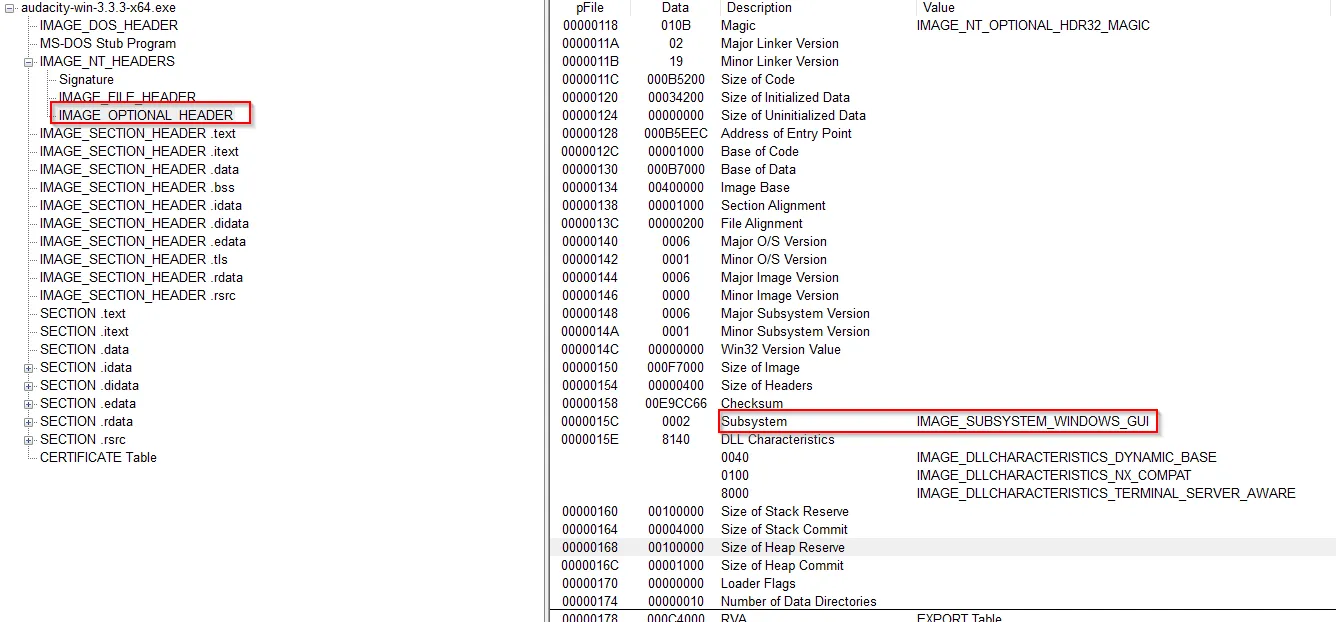 audacity-win-3.3.3-x64.exe
IMAGE_DOS_HEADER
MS-DOS Stub Program
IMAGE_NT_HEADERS
Signature
IMAGE_FILE_HEADER
IMAGE_OPTIONAL_HEADER
IMAGE_SECTION_HEADER .text
IMAGE_SECTION_HEADER .itext
IMAGE_SECTION_HEADER .data
IMAGE_SECTION_HEADER .bss
IMAGE_SECTION_HEADER .idata
IMAGE_SECTION_HEADER .didata
IMAGE_SECTION_HEADER .edata
IMAGE_SECTION_HEADER .tls
IMAGE_SECTION_HEADER .rdata
IMAGE_SECTION_HEADER .rsrc
SECTION .text
SECTION .itext
SECTION .data
SECTION .idata
SECTION .didata
SECTION .edata
SECTION .rdata
SECTION .rsrc
CERTIFICATE Table
pFile Data Description Value
00000118 010B Magic IMAGE_NT_OPTIONAL_HDR32_MAGIC
0000011A 02 Major Linker Version
0000011B 19 Minor Linker Version
0000011C 000B5200 Size of Code
00000120 00034200 Size of Initialized Data
00000124 00000000 Size of Uninitialized Data
00000128 000B5EEC Address of Entry Point
0000012C 00001000 Base of Code
00000130 000B7000 Base of Data
00000134 00400000 Image Base
00000138 00001000 Section Alignment
0000013C 00000200 File Alignment
00000140 0006 Major O/S Version
00000142 0001 Minor O/S Version
00000144 0006 Major Image Version
00000146 0000 Minor Image Version
00000148 0006 Major Subsystem Version
0000014A 0001 Minor Subsystem Version
0000014C 00000000 Win32 Version Value
00000150 000F7000 Size of Image
00000154 00000400 Size of Headers
00000158 00E9CC66 Checksum
0000015C 0002 Subsystem IMAGE_SUBSYSTEM_WINDOWS_GUI
0000015E 8140 DLL Characteristics
0040 IMAGE_DLLCHARACTERISTICS_DYNAMIC_BASE
0100 IMAGE_DLLCHARACTERISTICS_NX_COMPAT
8000 IMAGE_DLLCHARACTERISTICS_TERMINAL_SERVER_AWARE
00000160 00100000 Size of Stack Reserve
00000164 00004000 Size of Stack Commit
00000168 00100000 Size of Heap Reserve
0000016C 00001000 Size of Heap Commit
00000170 00000000 Loader Flags
00000174 00000010 Number of Data Directories
00000178 000C4000 RVA EXPORT Table